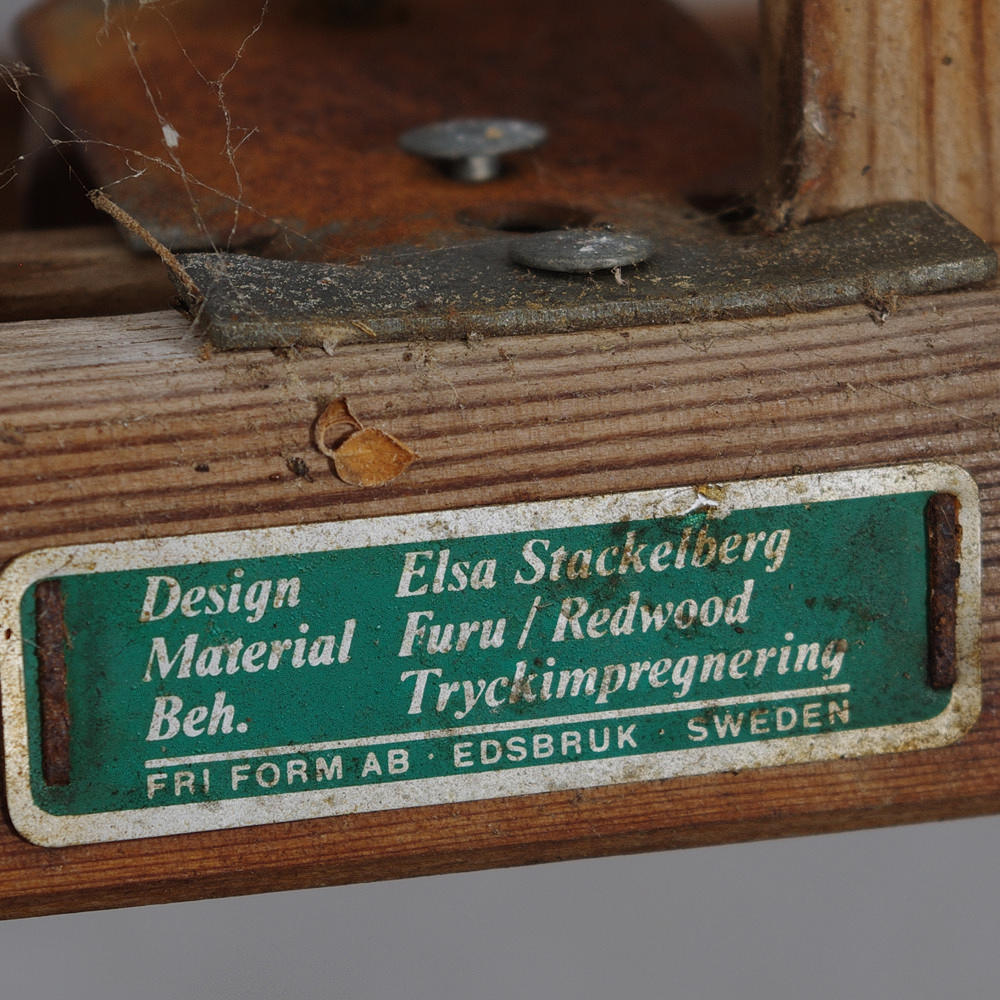 Design Elsa Stackelberg
Material Furu / Redwood
Beh. Tryckimpregnering
FRI FORM AB · EDSBRUK · SWEDEN